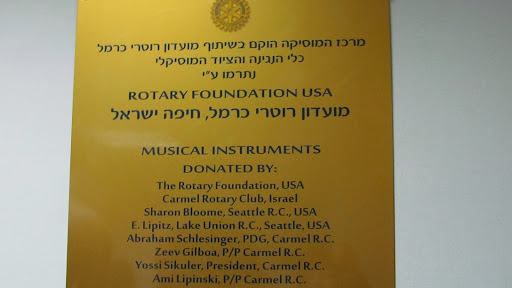 מרכז המוסיקה הוקם בשיתוף מועדון רוטרי כרמל
כלי הנגינה והציוד המוסיקלי
נתרמו ע״י
ROTARY FOUNDATION USA
מועדון רוטרי כרמל, חיפה ישראל
MUSICAL INSTRUMENTS
DONATED BY:
The Rotary Foundation, USA
Carmel Rotary Club, Israel
Sharon Bloome, Seattle R.C., USA
E. Lipitz, Lake Union R.C., Seattle, USA
Abraham Schlesinger, PDG, Carmel R.C.
Zeev Gilboa, P/P Carmel R.C.
Yossi Sikuler, President, Carmel R.C.
Ami Lipinski, P/P Carmel R.C.